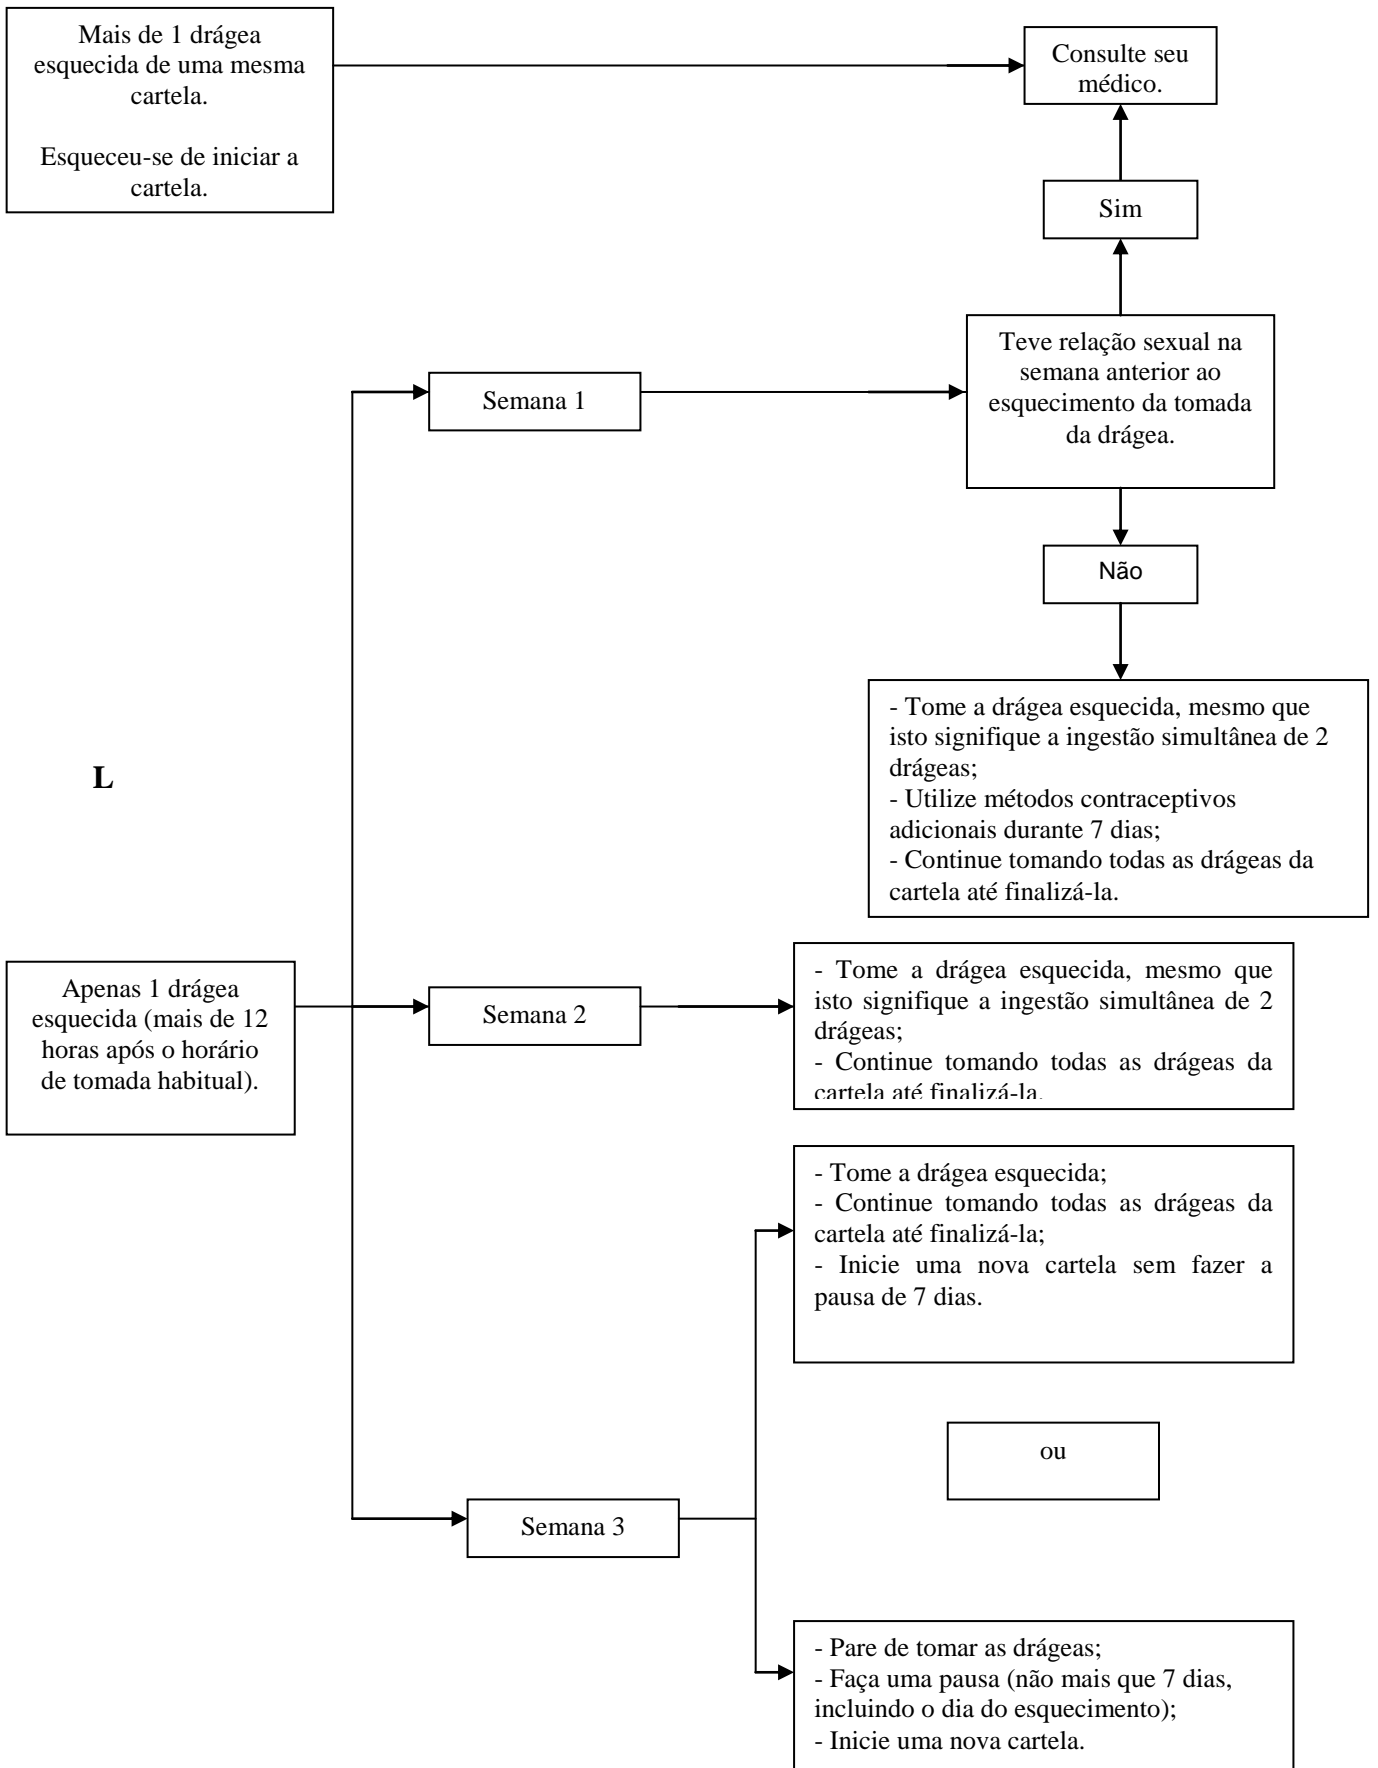 Mais de 1 drágea
esquecida de uma mesma
cartela.
Esqueceu-se de iniciar a
cartela.
Consulte seu
médico.
Sim
Teve relação sexual na
semana anterior ao
esquecimento da tomada
da drágea.
Semana 1
Não
- Tome a drágea esquecida, mesmo que
isto signifique a ingestão simultânea de 2
drágeas;
- Utilize métodos contraceptivos
adicionais durante 7 dias;
- Continue tomando todas as drágeas da
cartela até finalizá-la.
L
Apenas 1 drágea
esquecida (mais de 12
horas após o horário
de tomada habitual).
Semana 2
- Tome a drágea esquecida, mesmo que
isto signifique a ingestão simultânea de 2
drágeas;
- Continue tomando todas as drágeas da
cartela até finalizá-la.
- Tome a drágea esquecida;
- Continue tomando todas as drágeas da
cartela até finalizá-la;
- Inicie uma nova cartela sem fazer a
pausa de 7 dias.
ou
Semana 3
- Pare de tomar as drágeas;
- Faça uma pausa (não mais que 7 dias,
incluindo o dia do esquecimento);
- Inicie uma nova cartela.